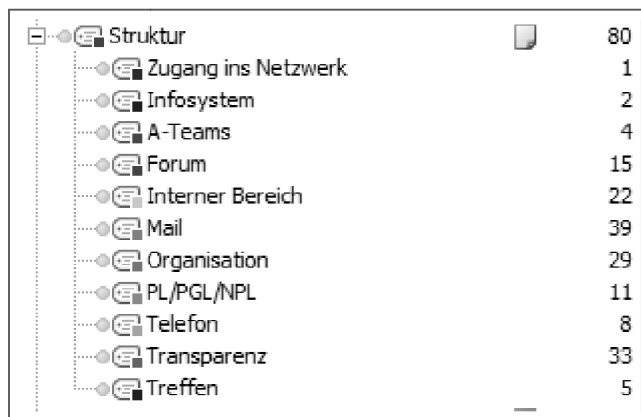 Struktur 80
Zugang ins Netzwerk 1
Infosystem 2
A-Teams 4
Forum 15
Interner Bereich 22
Mail 39
Organisation 29
PL/PGL/NPL 11
Telefon 8
Transparenz 33
Treffen 5